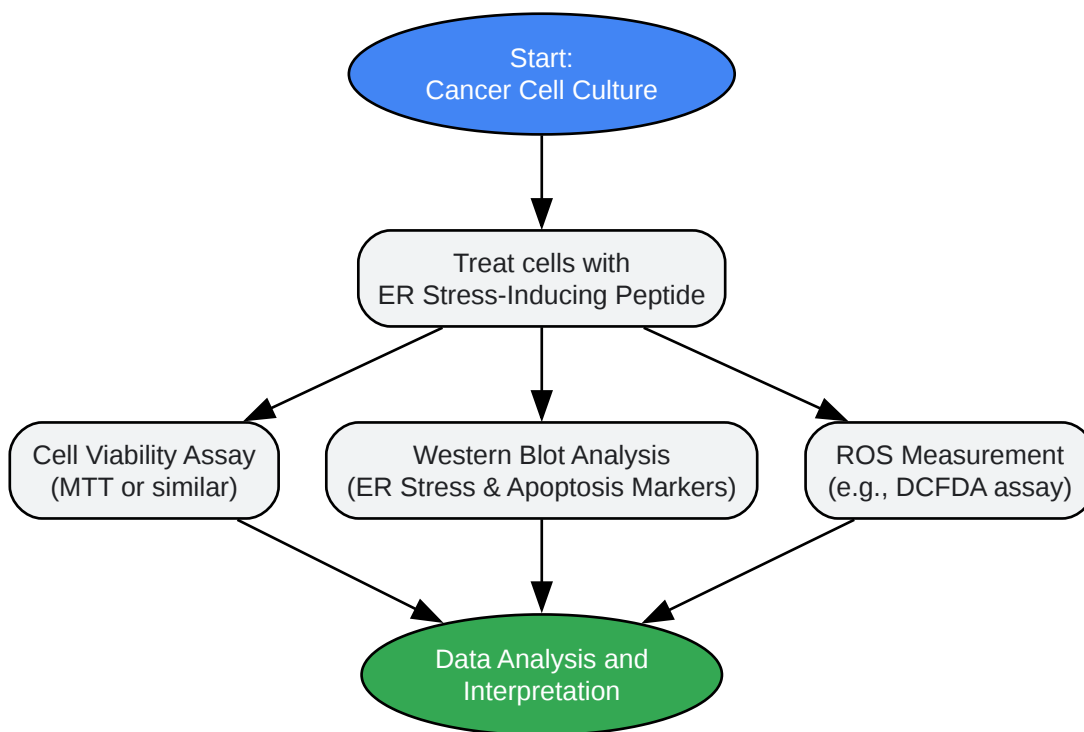 Start:
Cancer Cell Culture
Treat cells with
ER Stress-Inducing Peptide
Cell Viability Assay
(MTT or similar)
Western Blot Analysis
(ER Stress & Apoptosis Markers)
ROS Measurement
(e.g., DCFDA assay)
Data Analysis and
Interpretation